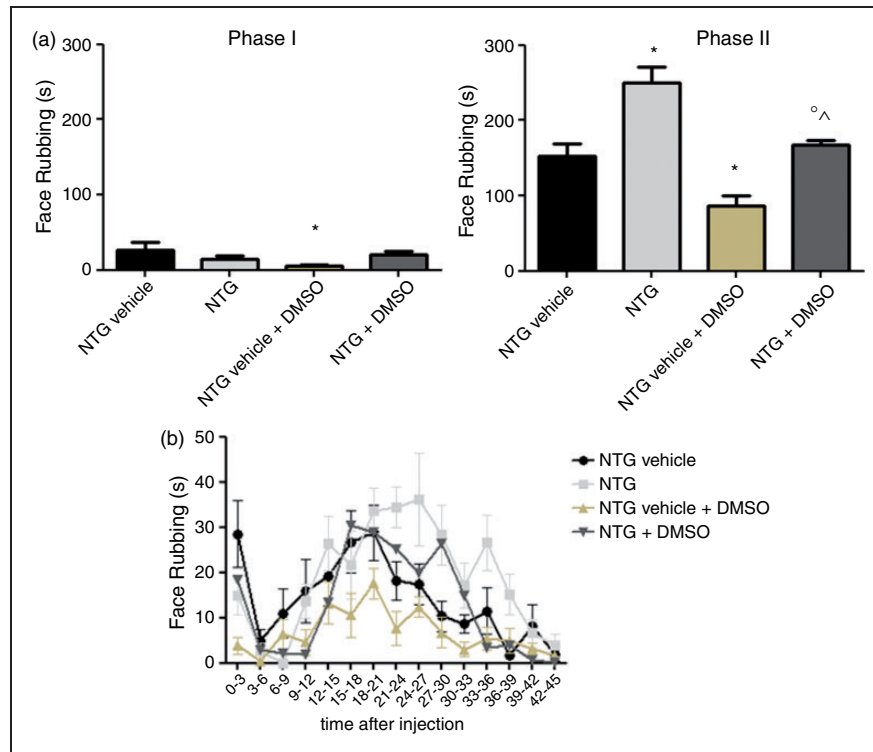 (a)
Phase I
Face Rubbing (s)
300
200
100
0
*
NTG vehicle
NTG
NTG vehicle + DMSO
NTG + DMSO
Phase II
Face Rubbing (s)
300
200
100
0
*
*
°^
NTG vehicle
NTG
NTG vehicle + DMSO
NTG + DMSO
(b)
Face Rubbing (s)
50
40
30
20
10
0
0-3
3-6
6-9
9-12
12-15
15-18
18-21
21-24
24-27
27-30
30-33
33-36
36-39
39-42
42-45
time after injection
NTG vehicle
NTG
NTG vehicle + DMSO
NTG + DMSO